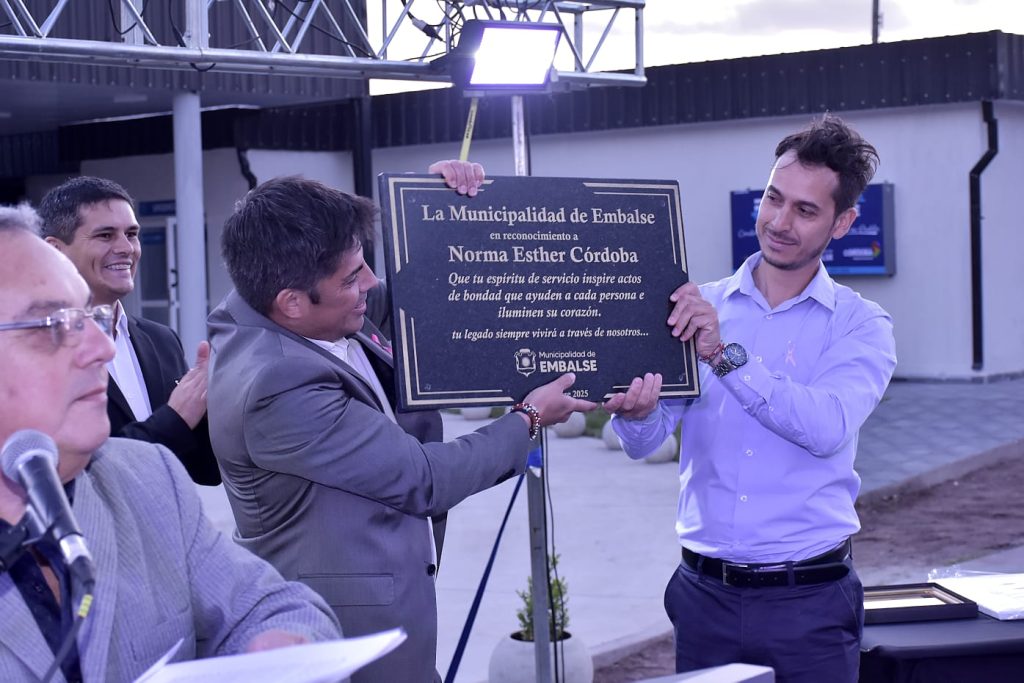 La Municipalidad de Embalse
en reconocimiento a
Norma Esther Córdoba
Que tu espíritu de servicio inspire actos
de bondad que ayuden a cada persona e
iluminen su corazón.
tu legado siempre vivirá a través de nosotros...
Municipalidad de
EMBALSE
2025